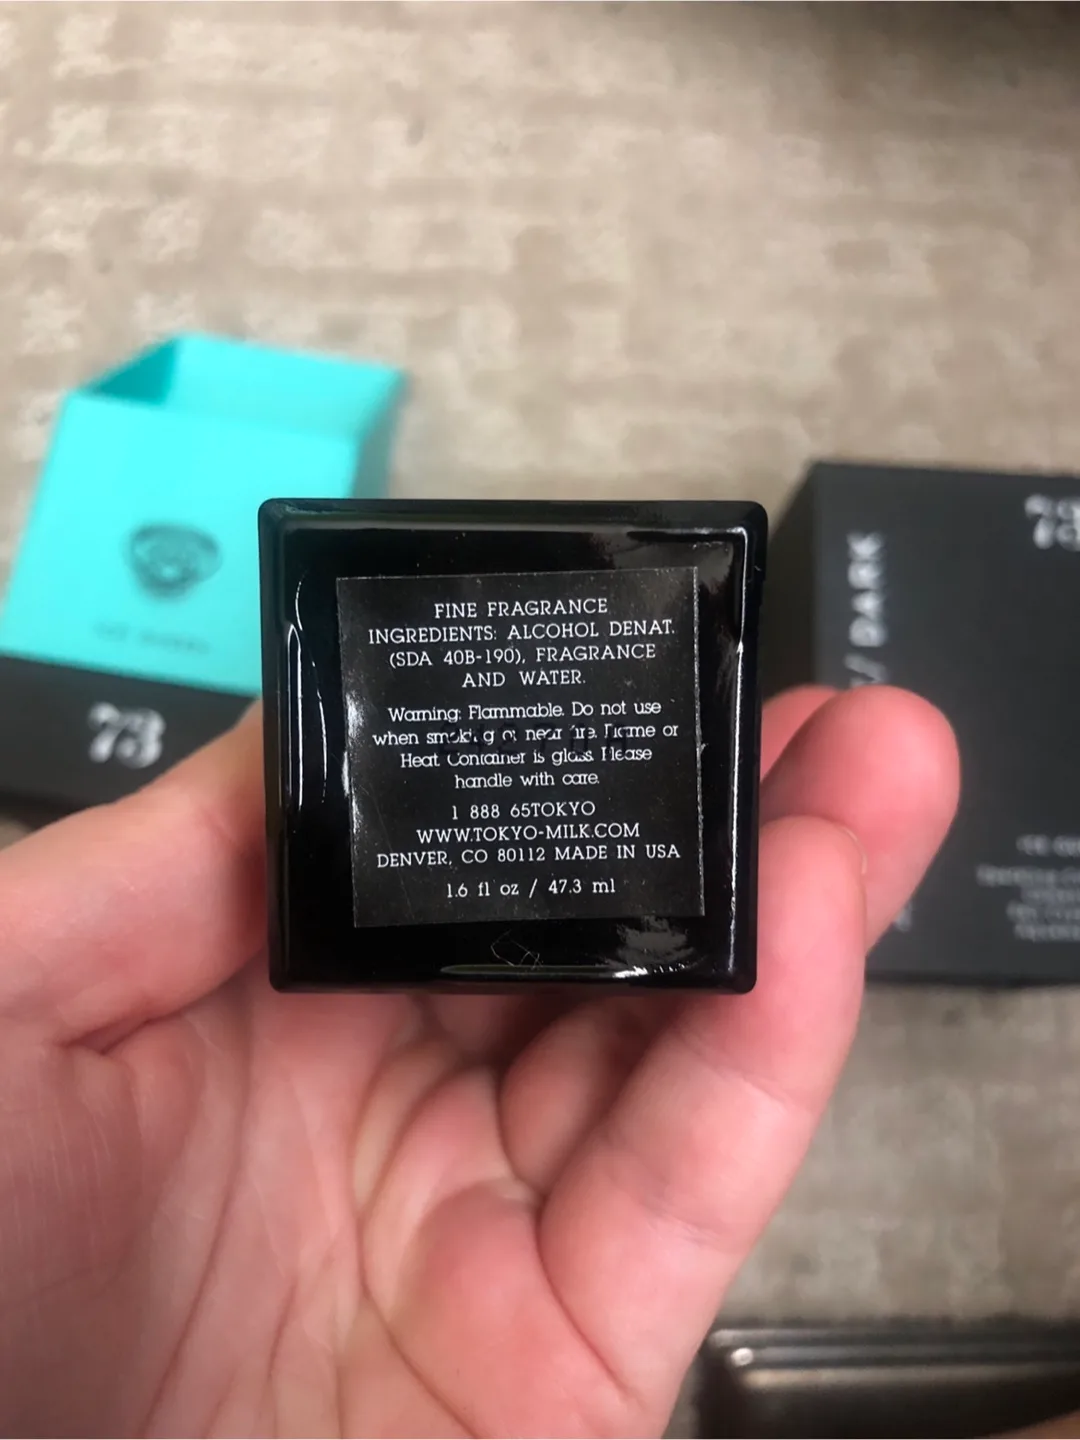 FINE FRAGRANCE
INGREDIENTS: ALCOHOL DENAT.
(SDA 40B-190), FRAGRANCE
AND WATER.
Warning: Flammable. Do not use
when smoking or near fire. Flame or
Heat. Container is glass. Please
handle with care.
1 888 65TOKYO
WWW.TOKYO-MILK.COM
DENVER, CO 80112 MADE IN USA
1.6 fl oz / 47.3 ml
73
73
DARK